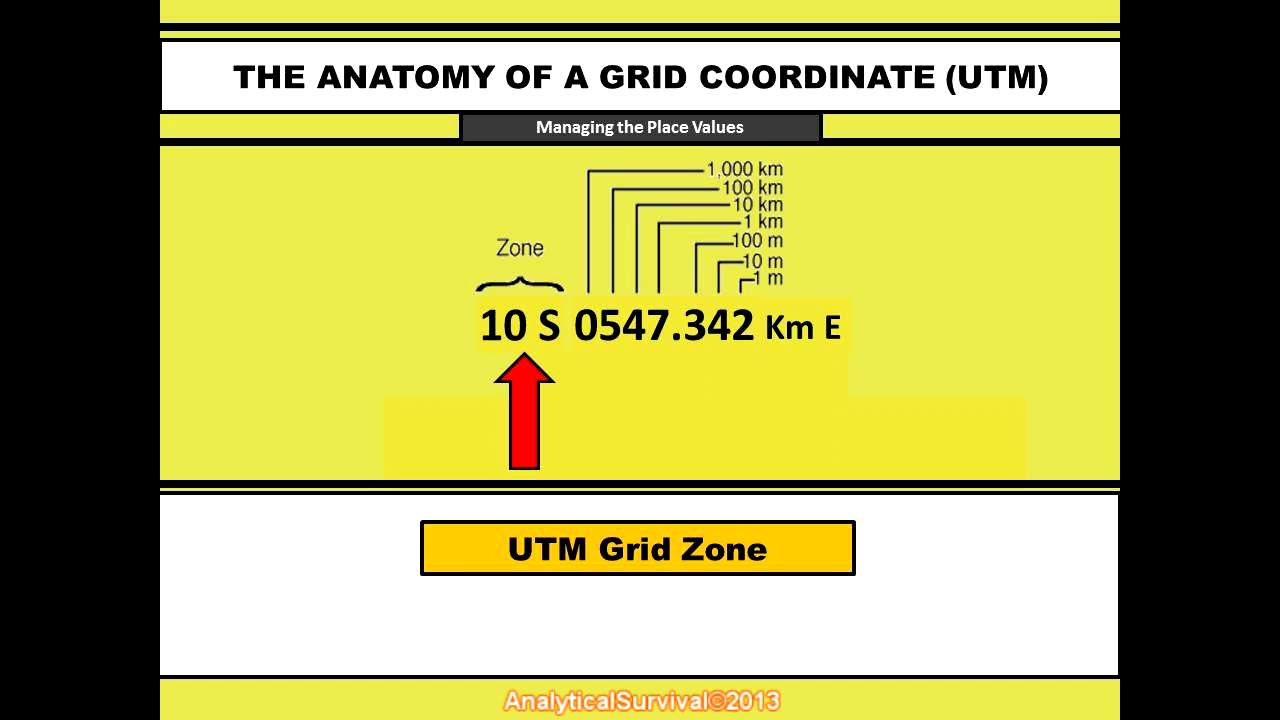 THE ANATOMY OF A GRID COORDINATE (UTM)
Managing the Place Values
1,000 km
100 km
10 km
1 km
100 m
10 m
1 m
Zone
10 S 0547.342 Km E
UTM Grid Zone
AnalyticalSurvival©2013